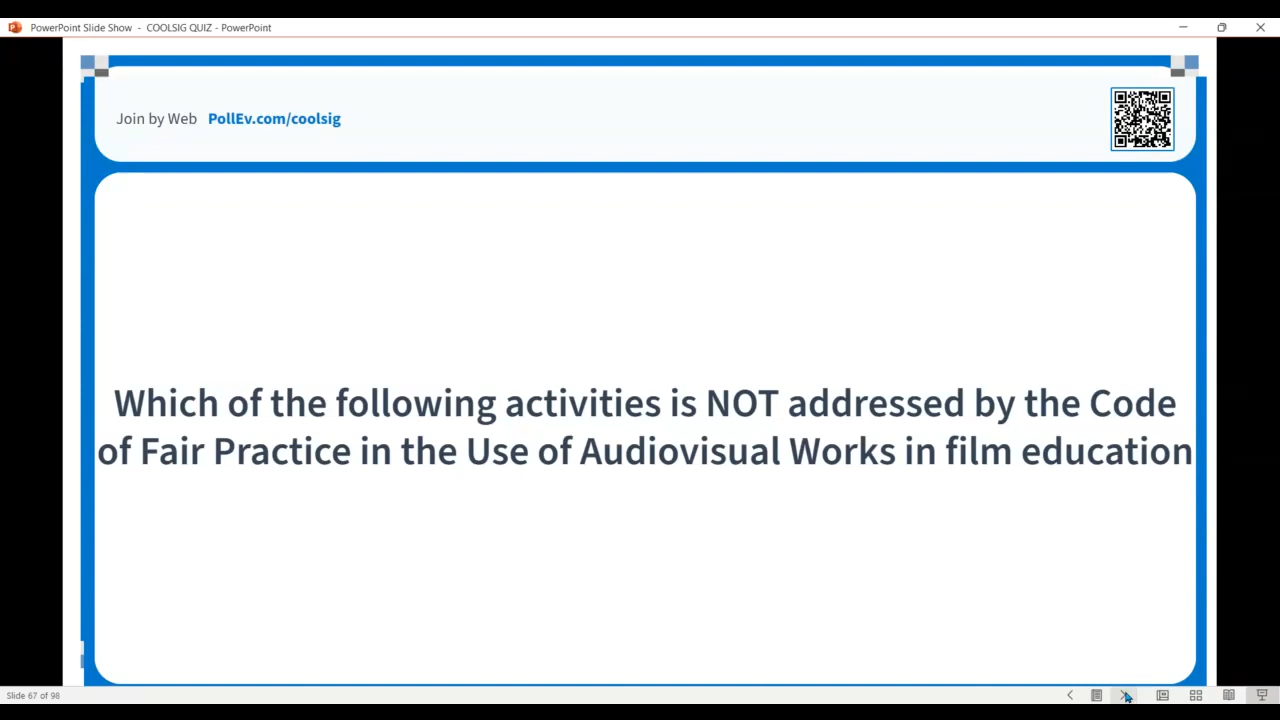 PowerPoint Slide Show - COOLSIG QUIZ - PowerPoint
Join by Web PollEv.com/coolsig
Which of the following activities is NOT addressed by the Code
of Fair Practice in the Use of Audiovisual Works in film education
Slide 67 of 98